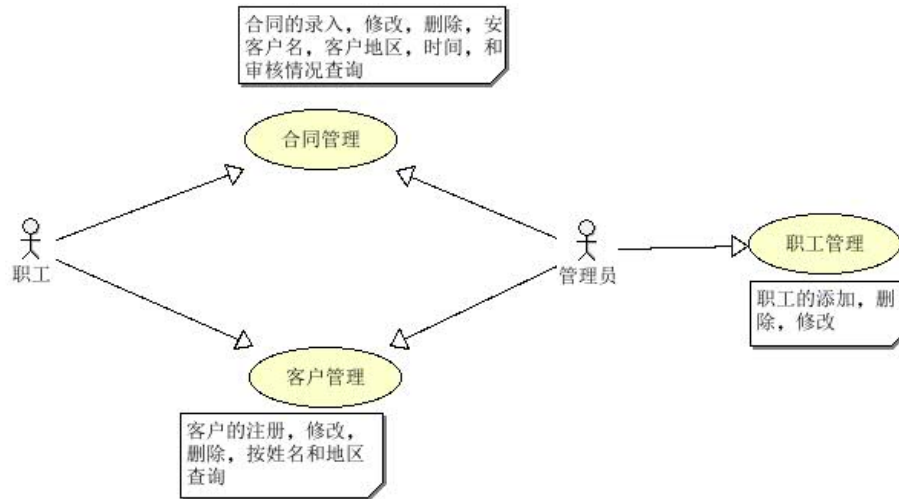 合同的录入，修改，删除，安
客户名，客户地区，时间，和
审核情况查询
合同管理
职工
管理员
职工管理
职工的添加，删
除，修改
客户管理
客户的注册，修改，
删除，按姓名和地区
查询